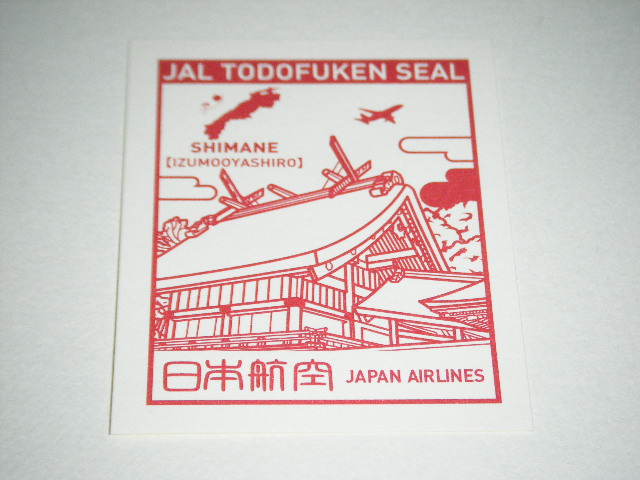 JAL TODOFUKEN SEAL
SHIMANE
[IZUMOOYASHIRO]
日本航空 JAPAN AIRLINES